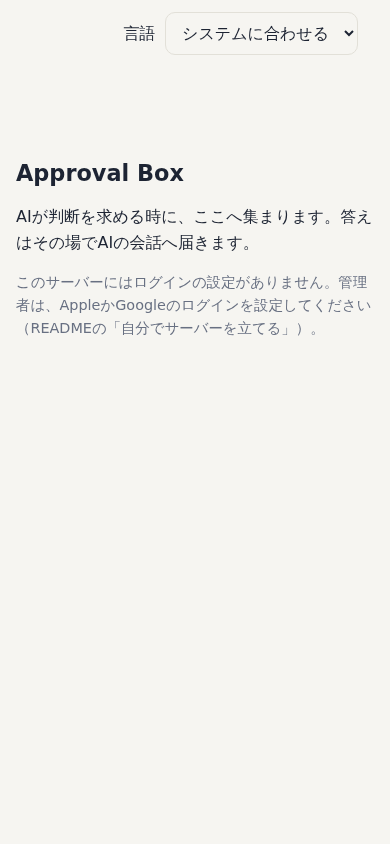 言語 システムに合わせる
Approval Box
AIが判断を求める時に、ここへ集まります。答え
はその場でAIの会話へ届きます。
このサーバーにはログインの設定がありません。管理
者は、AppleかGoogleのログインを設定してください
（READMEの「自分でサーバーを立てる」）。